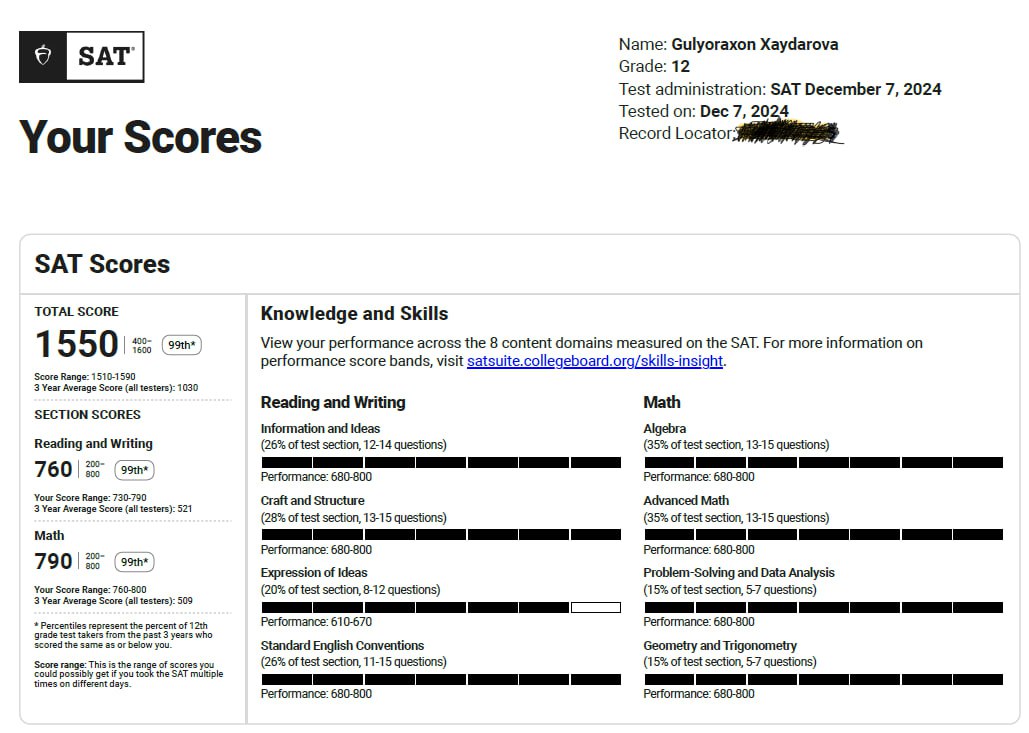 SAT®
Your Scores
Name: Gulyoraxon Xaydarova
Grade: 12
Test administration: SAT December 7, 2024
Tested on: Dec 7, 2024
Record Locator:
SAT Scores
TOTAL SCORE
1550 400–1600 99th*
Score Range: 1510-1590
3 Year Average Score (all testers): 1030
SECTION SCORES
Reading and Writing
760 200–800 99th*
Your Score Range: 730-790
3 Year Average Score (all testers): 521
Math
790 200–800 99th*
Your Score Range: 760-800
3 Year Average Score (all testers): 509
* Percentiles represent the percent of 12th
grade test takers from the past 3 years who
scored the same as or below you.
Score range: This is the range of scores you
could possibly get if you took the SAT multiple
times on different days.
Knowledge and Skills
View your performance across the 8 content domains measured on the SAT. For more information on
performance score bands, visit satsuite.collegeboard.org/skills-insight.
Reading and Writing
Information and Ideas
(26% of test section, 12-14 questions)
Performance: 680-800
Craft and Structure
(28% of test section, 13-15 questions)
Performance: 680-800
Expression of Ideas
(20% of test section, 8-12 questions)
Performance: 610-670
Standard English Conventions
(26% of test section, 11-15 questions)
Performance: 680-800
Math
Algebra
(35% of test section, 13-15 questions)
Performance: 680-800
Advanced Math
(35% of test section, 13-15 questions)
Performance: 680-800
Problem-Solving and Data Analysis
(15% of test section, 5-7 questions)
Performance: 680-800
Geometry and Trigonometry
(15% of test section, 5-7 questions)
Performance: 680-800